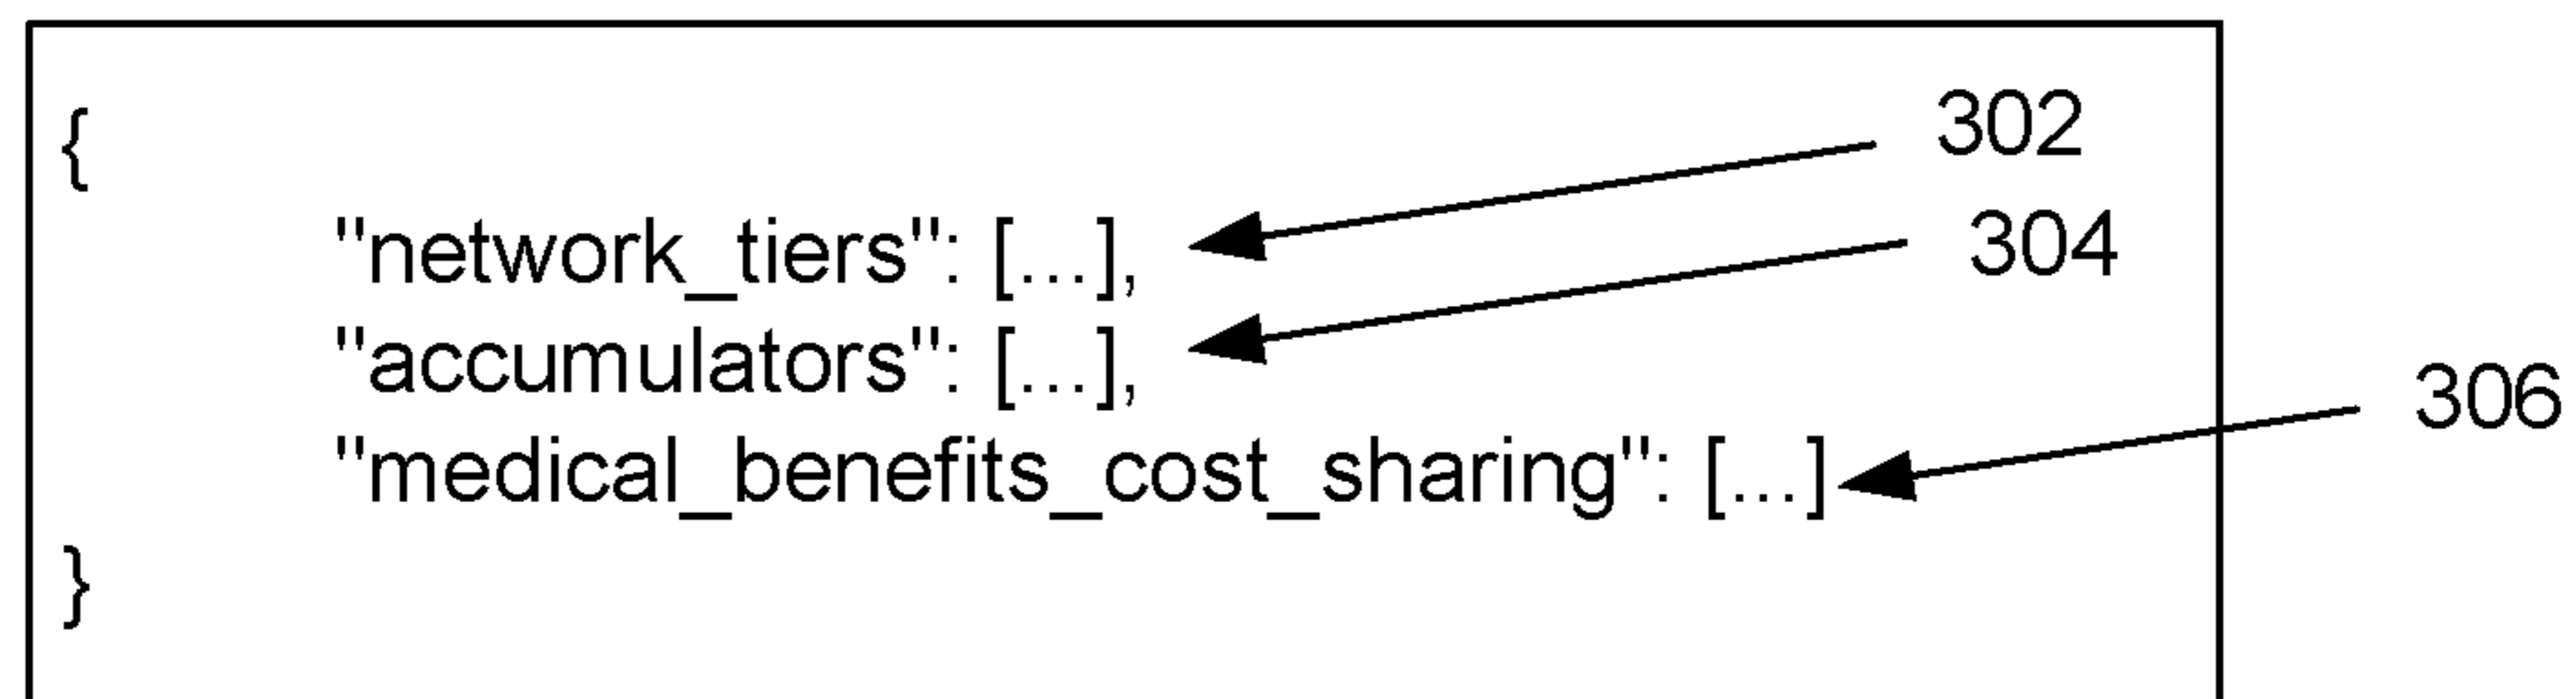 {
302
"network_tiers": [...],
304
"accumulators": [...],
306
"medical_benefits_cost_sharing": [...]
}